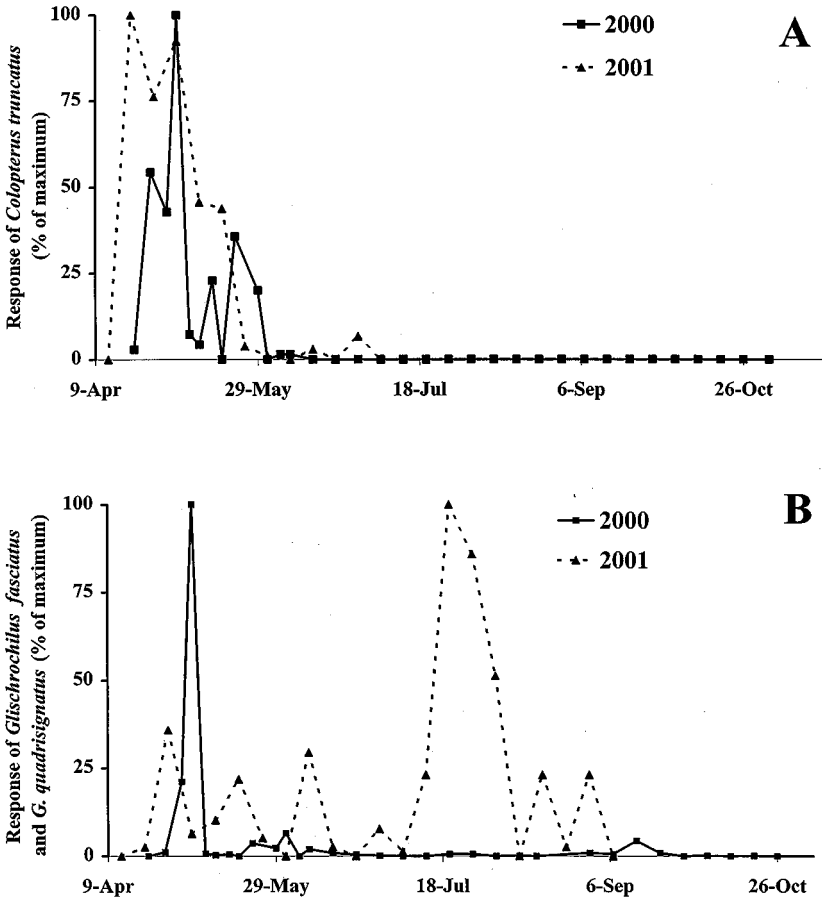 A
2000
2001
Response of Colopterus truncatus
(% of maximum)
100
75
50
25
0
9-Apr 29-May 18-Jul 6-Sep 26-Oct
B
2000
2001
Response of Glischrochilus fasciatus
and G. quadrisignatus (% of maximum)
100
75
50
25
0
9-Apr 29-May 18-Jul 6-Sep 26-Oct